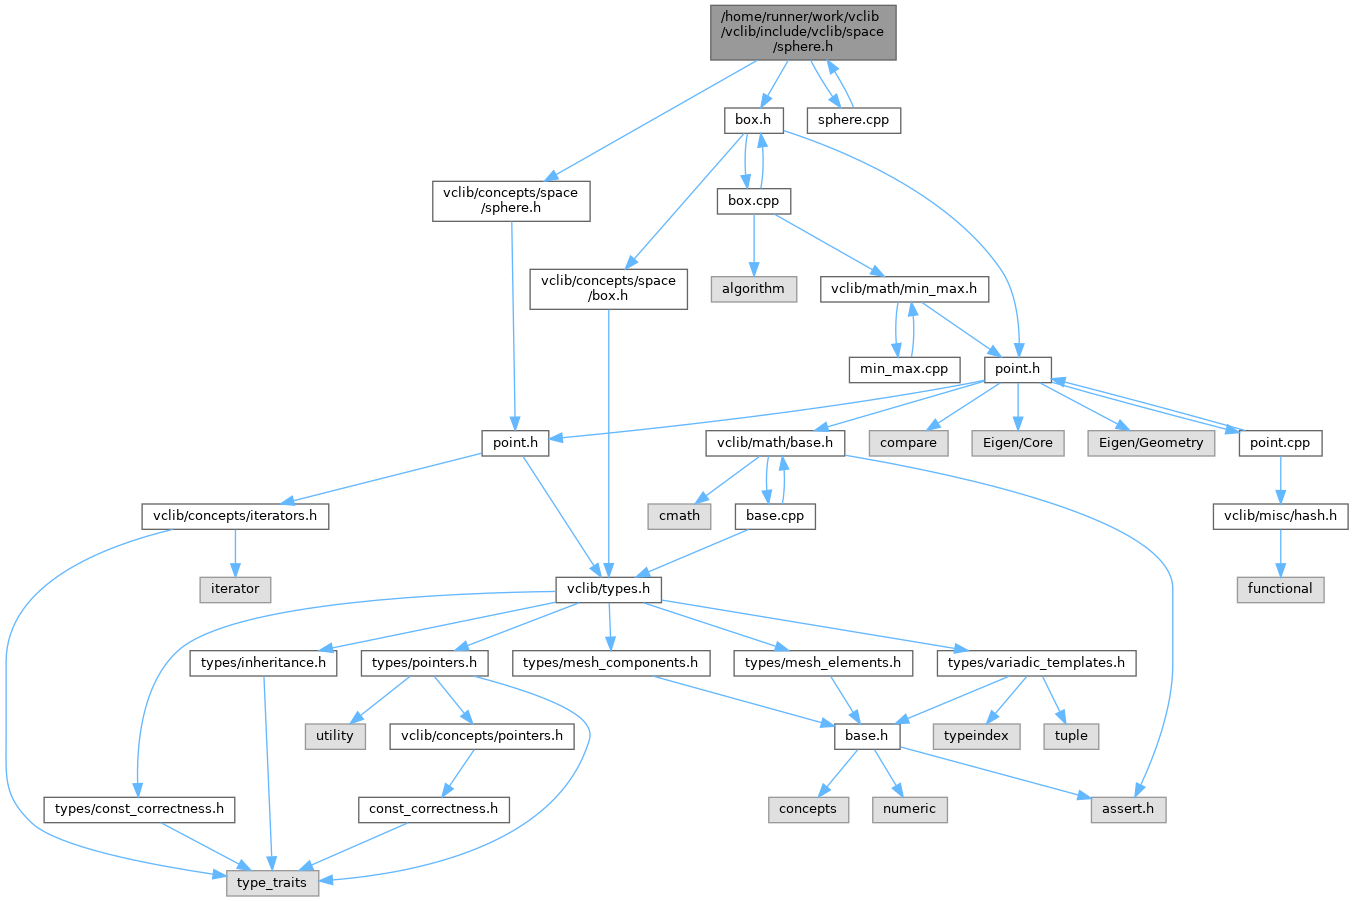 /home/runner/work/vclib
/vclib/include/vclib/space
/sphere.h
box.h
sphere.cpp
vclib/concepts/space
/sphere.h
box.cpp
vclib/concepts/space
/box.h
algorithm
vclib/math/min_max.h
min_max.cpp
point.h
point.h
vclib/math/base.h
compare
Eigen/Core
Eigen/Geometry
point.cpp
vclib/concepts/iterators.h
cmath
base.cpp
vclib/misc/hash.h
iterator
vclib/types.h
functional
types/inheritance.h
types/pointers.h
types/mesh_components.h
types/mesh_elements.h
types/variadic_templates.h
utility
vclib/concepts/pointers.h
base.h
typeindex
tuple
types/const_correctness.h
const_correctness.h
concepts
numeric
assert.h
type_traits